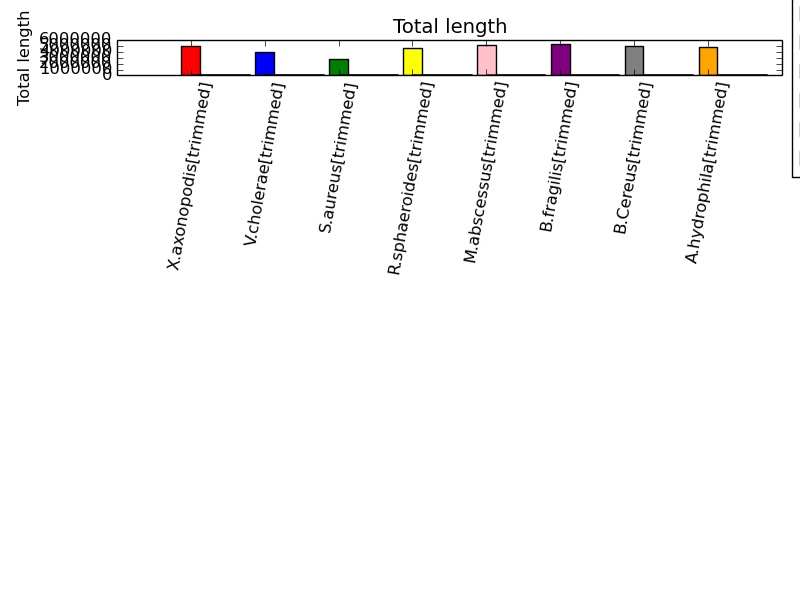 Total length
Total length
6000000
1000000
0
X.axonopodis[trimmed]
V.cholerae[trimmed]
S.aureus[trimmed]
R.sphaeroides[trimmed]
M.abscessus[trimmed]
B.fragilis[trimmed]
B.Cereus[trimmed]
A.hydrophila[trimmed]